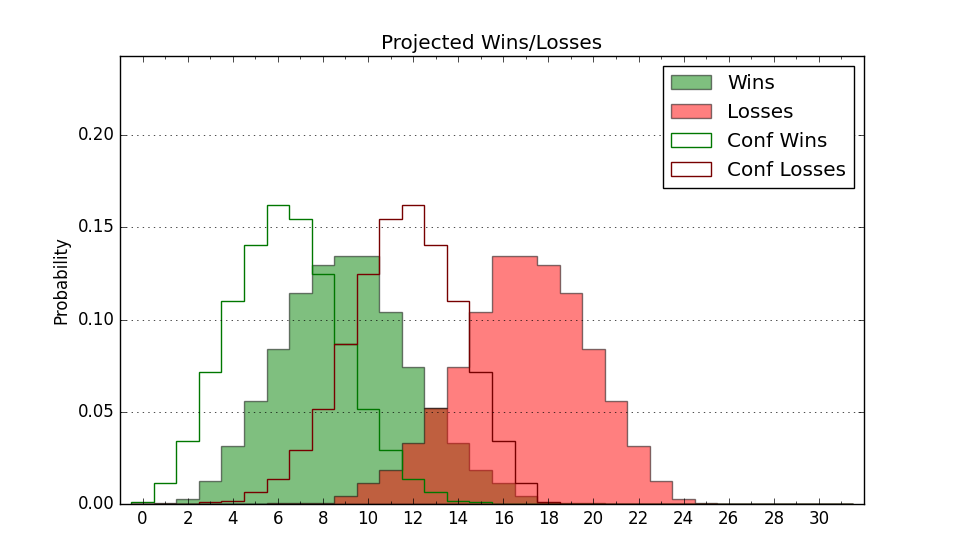 Projected Wins/Losses
Wins
Losses
Conf Wins
Conf Losses
Probability
0.20
0.15
0.10
0.05
0.00
0 2 4 6 8 10 12 14 16 18 20 22 24 26 28 30